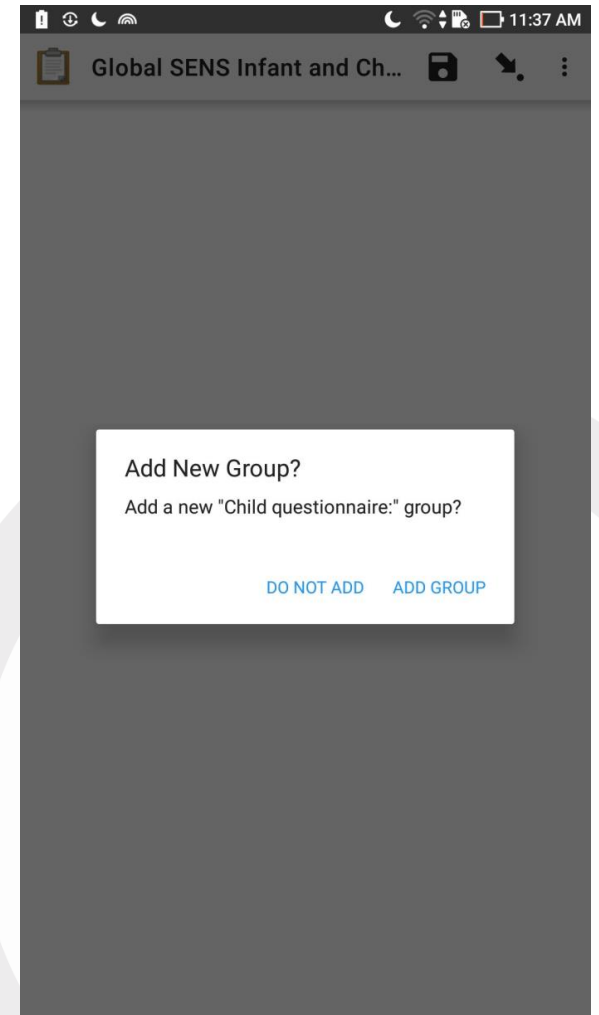 11:37 AM
Global SENS Infant and Ch...
Add New Group?
Add a new "Child questionnaire:" group?
DO NOT ADD ADD GROUP